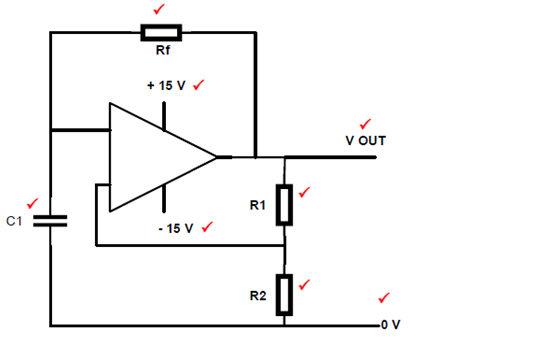 Rf
+ 15 V
V OUT
R1
C1
- 15 V
R2
0 V